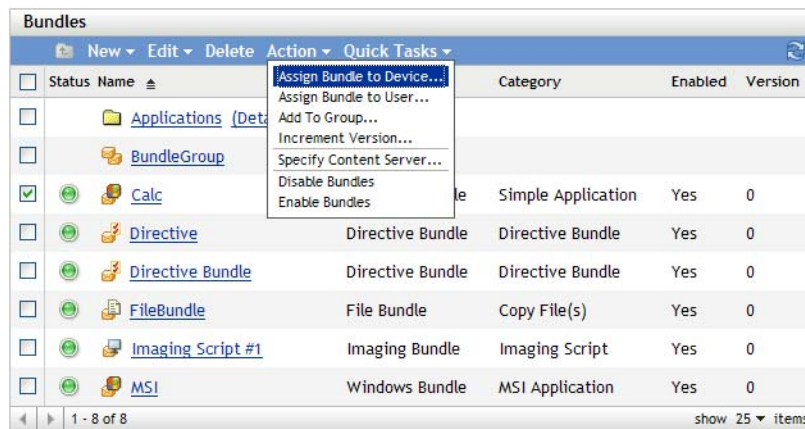 Bundles
New Edit Delete Action Quick Tasks
Status Name Category Enabled Version
Assign Bundle to Device...
Assign Bundle to User...
Add To Group...
Increment Version...
Specify Content Server...
Disable Bundles
Enable Bundles
Applications (Deta
BundleGroup
Calc le Simple Application Yes 0
Directive Directive Bundle Directive Bundle Yes 0
Directive Bundle Directive Bundle Directive Bundle Yes 0
FileBundle File Bundle Copy File(s) Yes 0
Imaging Script #1 Imaging Bundle Imaging Script Yes 0
MSI Windows Bundle MSI Application Yes 0
1 - 8 of 8 show 25 items